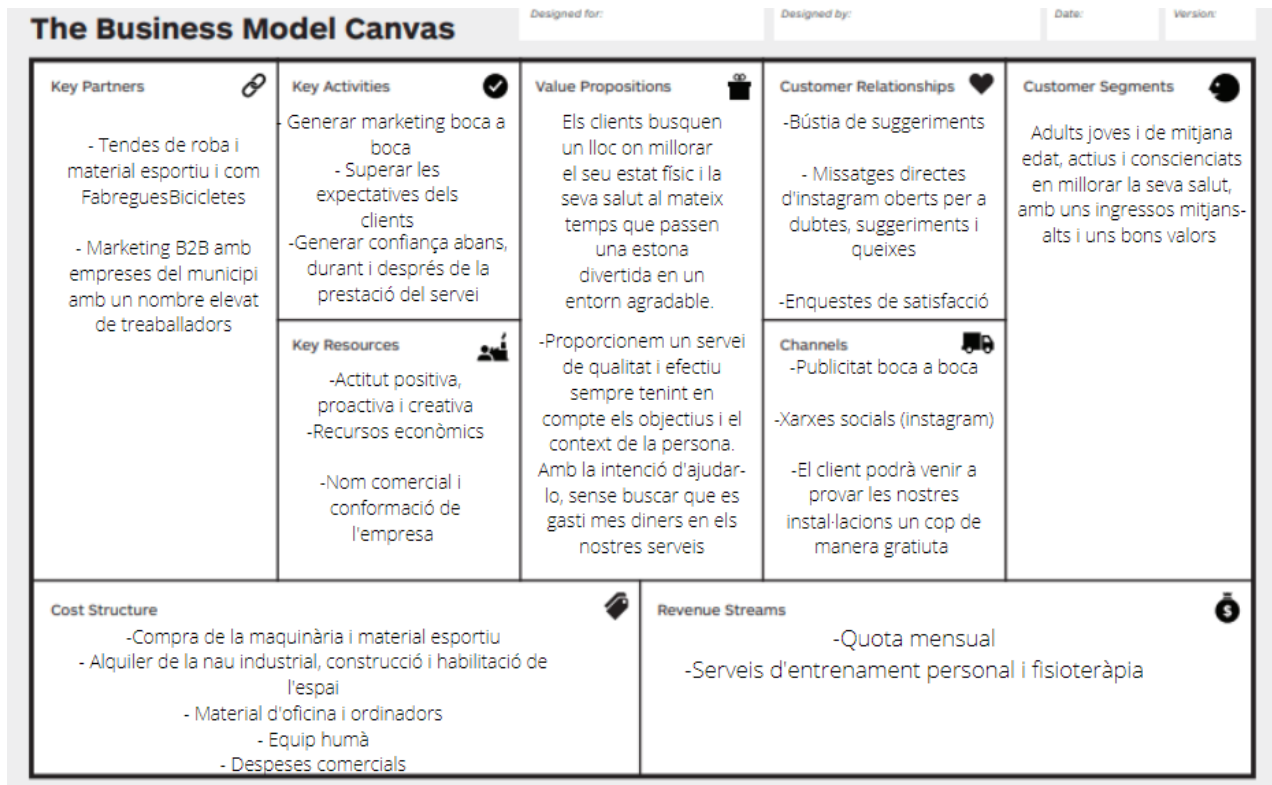 The Business Model Canvas
Designed for:
Designed by:
Date:
Version:
Key Partners
- Tendes de roba i
material esportiu i com
FabreguesBicicletes
- Marketing B2B amb
empreses del municipi
amb un nombre elevat
de treaballadors
Key Activities
- Generar marketing boca a
boca
- Superar les
expectatives dels
clients
-Generar confiança abans,
durant i després de la
prestació del servei
Key Resources
-Actitut positiva,
proactiva i creativa
-Recursos econòmics
-Nom comercial i
conformació de
l'empresa
Value Propositions
Els clients busquen
un lloc on millorar
el seu estat físic i la
seva salut al mateix
temps que passen
una estona
divertida en un
entorn agradable.
-Proporcionem un servei
de qualitat i efectiu
sempre tenint en
compte els objectius i el
context de la persona.
Amb la intenció d'ajudar-
lo, sense buscar que es
gasti mes diners en els
nostres serveis
Customer Relationships
-Bústia de suggeriments
- Missatges directes
d'instagram oberts per a
dubtes, suggeriments i
queixes
-Enquestes de satisfacció
Channels
-Publicitat boca a boca
-Xarxes socials (instagram)
-El client podrà venir a
provar les nostres
instal·lacions un cop de
manera gratiuta
Customer Segments
Adults joves i de mitjana
edat, actius i conscienciats
en millorar la seva salut,
amb uns ingressos mitjans-
alts i uns bons valors
Cost Structure
-Compra de la maquinària i material esportiu
- Alquiler de la nau industrial, construcció i habilitació de
l'espai
- Material d'oficina i ordinadors
- Equip humà
- Despeses comercials
Revenue Streams
-Quota mensual
-Serveis d'entrenament personal i fisioteràpia